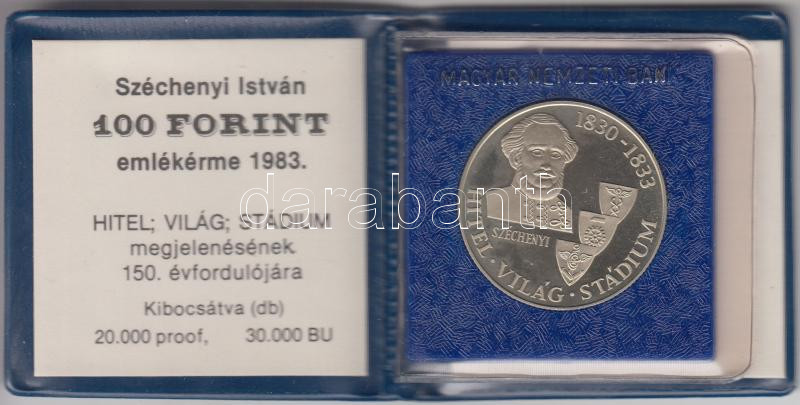 Széchenyi István
100 FORINT
emlékérme 1983.
HITEL; VILÁG; STÁDIUM
megjelenésének
150. évfordulójára
Kibocsátva (db)
20.000 proof, 30.000 BU
MAGYAR NEMZETI BANK
1830-1833
SZÉCHENYI
HITEL · VILÁG · STÁDIUM
darabanth